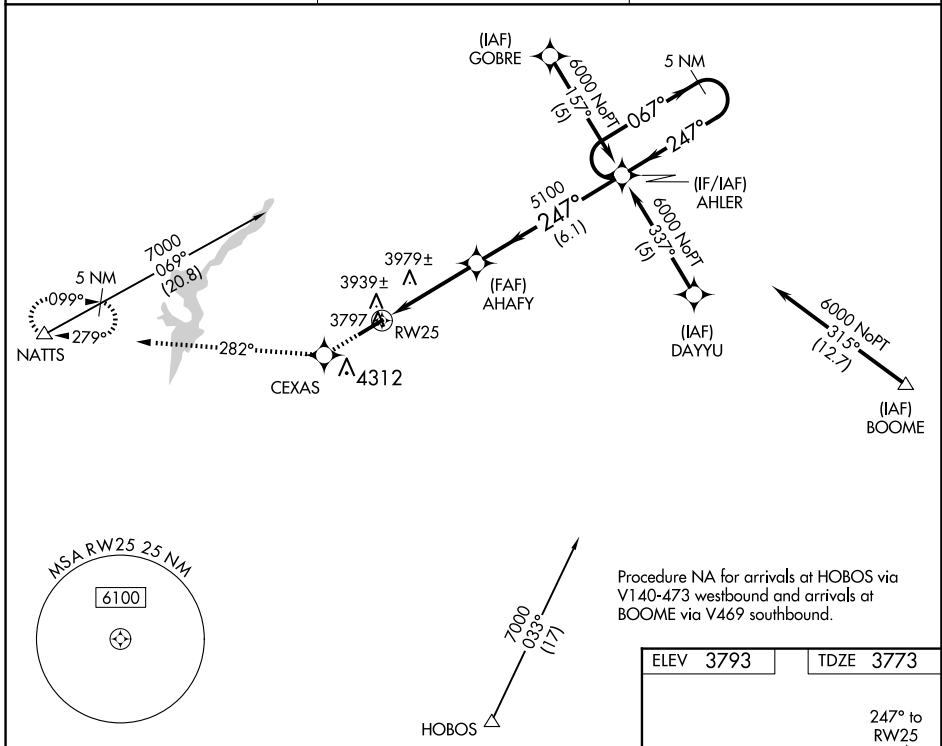 (IAF)
GOBRE
6000 NoPT
157°
(5)
5 NM
067°
247°
(IF/IAF)
AHLER
5100
247°
(6.1)
6000 NoPT
337°
(5)
7000
069°
(20.8)
5 NM
099°
279°
NATTS
3979±
3939±
3797
RW25
(FAF)
AHAFY
(IAF)
DAYYU
6000 NoPT
315°
(12.7)
(IAF)
BOOME
282°
CEXAS
4312
MSA RW25 25 NM
6100
7000
033°
(17)
HOBOS
Procedure NA for arrivals at HOBOS via
V140-473 westbound and arrivals at
BOOME via V469 southbound.
ELEV 3793
TDZE 3773
247° to
RW25